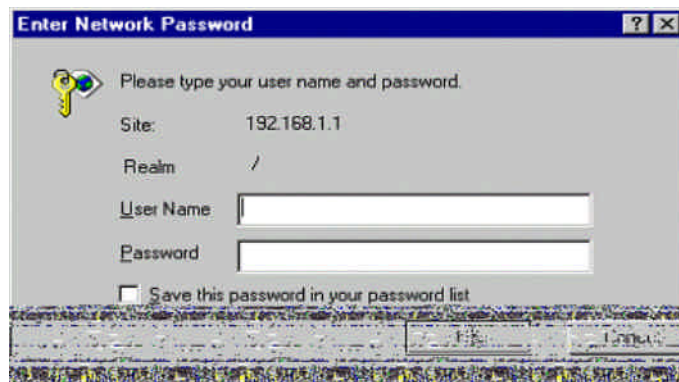 Enter Network Password
Please type your user name and password.
Site: 192.168.1.1
Realm /
User Name
Password
Save this password in your password list